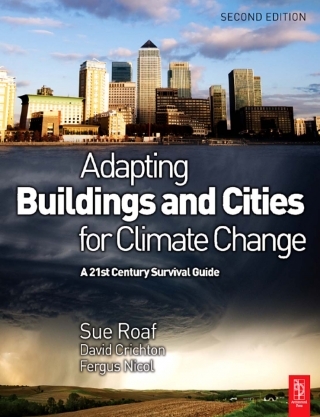 SECOND EDITION
Adapting
Buildings and Cities
for Climate Change
A 21st Century Survival Guide
Sue Roaf
David Crichton
Fergus Nicol